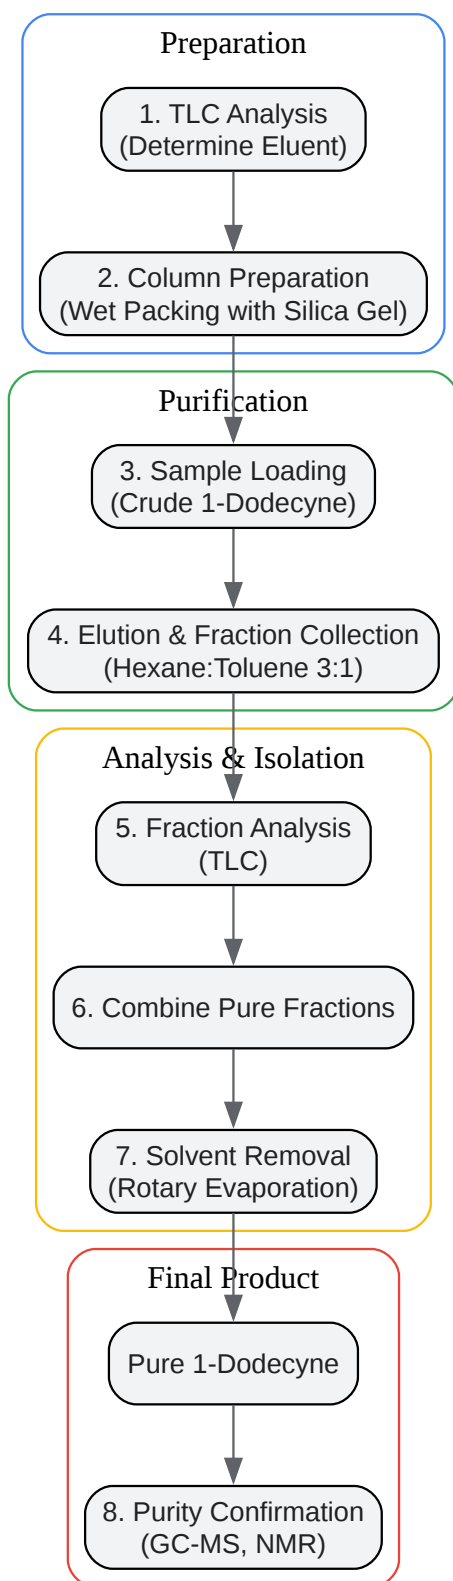 Preparation
1. TLC Analysis
(Determine Eluent)
2. Column Preparation
(Wet Packing with Silica Gel)
Purification
3. Sample Loading
(Crude 1-Dodecyne)
4. Elution & Fraction Collection
(Hexane:Toluene 3:1)
Analysis & Isolation
5. Fraction Analysis
(TLC)
6. Combine Pure Fractions
7. Solvent Removal
(Rotary Evaporation)
Final Product
Pure 1-Dodecyne
8. Purity Confirmation
(GC-MS, NMR)